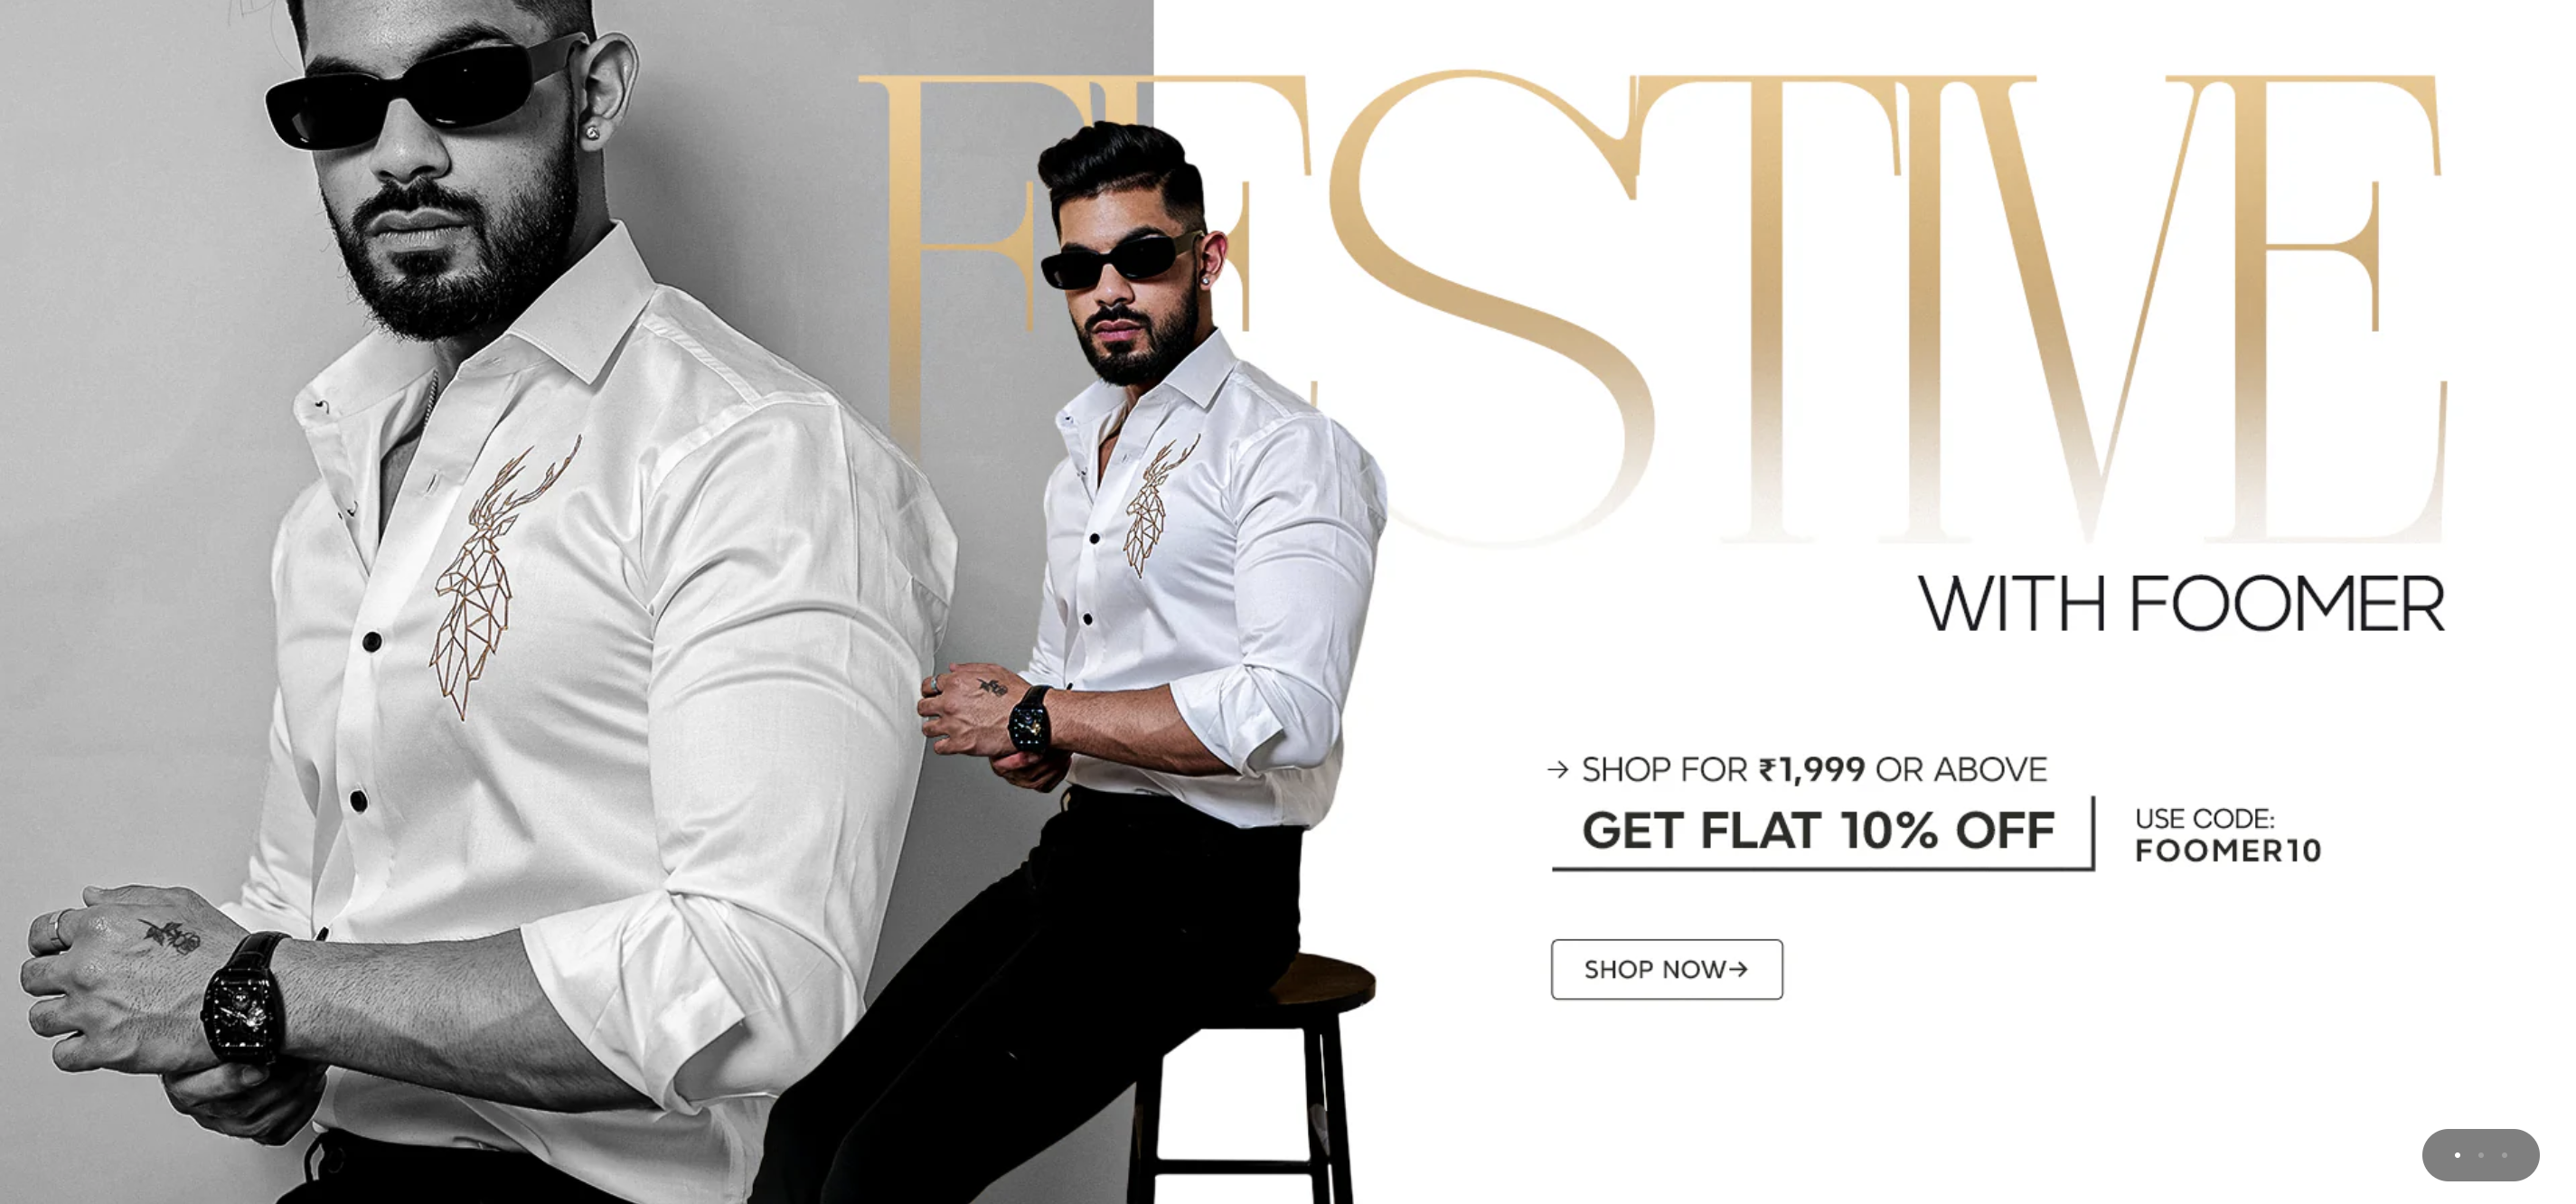 FESTIVE
WITH FOOMER
→ SHOP FOR ₹1,999 OR ABOVE
GET FLAT 10% OFF
USE CODE:
FOOMER10
SHOP NOW→